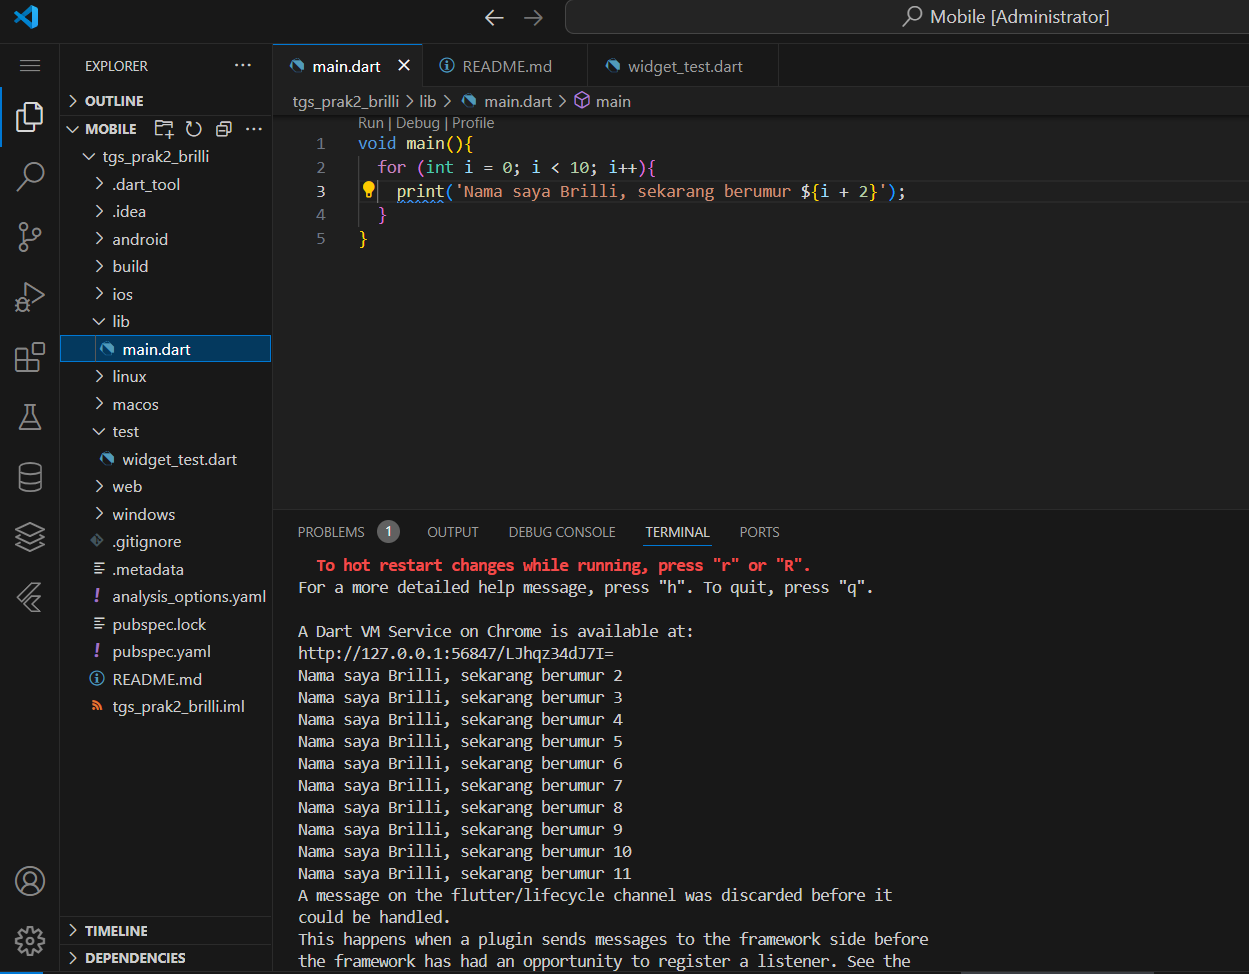 Mobile [Administrator]
EXPLORER
OUTLINE
MOBILE
tgs_prak2_brilli
.dart_tool
.idea
android
build
ios
lib
main.dart
linux
macos
test
widget_test.dart
web
windows
.gitignore
.metadata
! analysis_options.yaml
pubspec.lock
! pubspec.yaml
README.md
tgs_prak2_brilli.iml
TIMELINE
DEPENDENCIES
main.dart README.md widget_test.dart
tgs_prak2_brilli > lib > main.dart > main
Run | Debug | Profile
1 void main(){
2 for (int i = 0; i < 10; i++){
3 print('Nama saya Brilli, sekarang berumur ${i + 2}');
4 }
5 }
PROBLEMS 1 OUTPUT DEBUG CONSOLE TERMINAL PORTS
To hot restart changes while running, press "r" or "R".
For a more detailed help message, press "h". To quit, press "q".
A Dart VM Service on Chrome is available at:
http://127.0.0.1:56847/LJhqz34dJ7I=
Nama saya Brilli, sekarang berumur 2
Nama saya Brilli, sekarang berumur 3
Nama saya Brilli, sekarang berumur 4
Nama saya Brilli, sekarang berumur 5
Nama saya Brilli, sekarang berumur 6
Nama saya Brilli, sekarang berumur 7
Nama saya Brilli, sekarang berumur 8
Nama saya Brilli, sekarang berumur 9
Nama saya Brilli, sekarang berumur 10
Nama saya Brilli, sekarang berumur 11
A message on the flutter/lifecycle channel was discarded before it
could be handled.
This happens when a plugin sends messages to the framework side before
the framework has had an opportunity to register a listener. See the